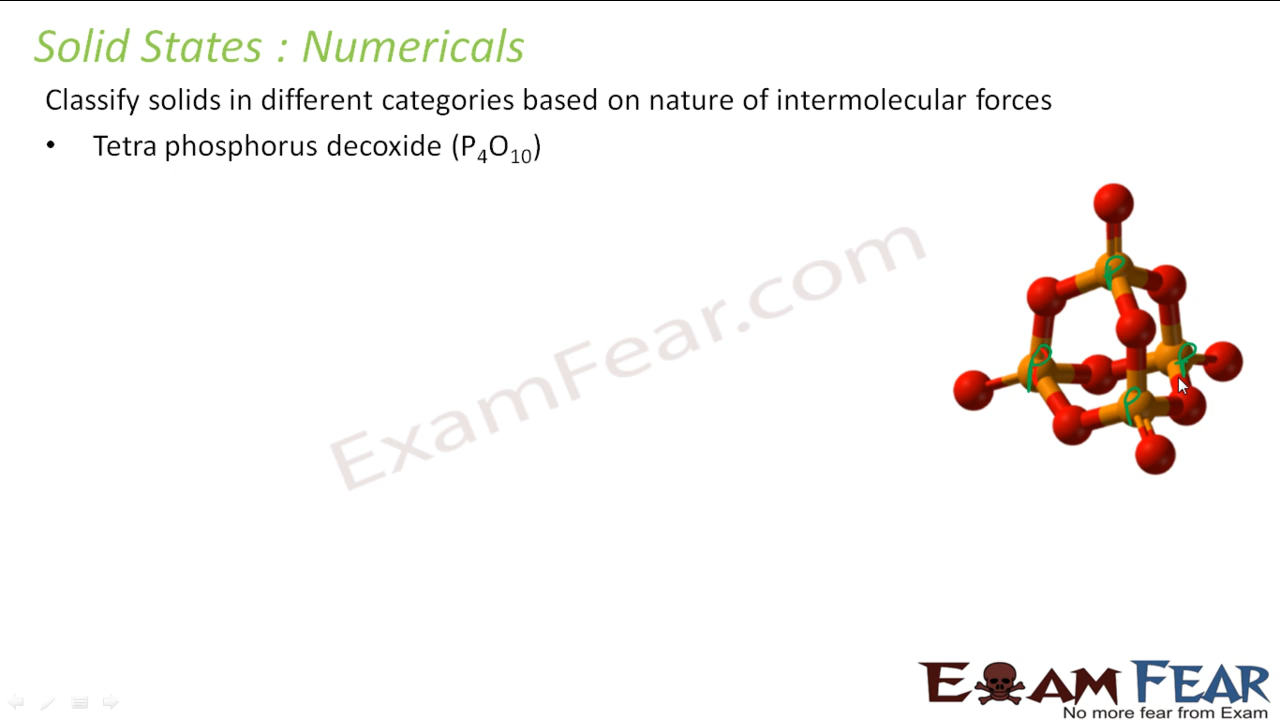 Solid States : Numericals
Classify solids in different categories based on nature of intermolecular forces
• Tetra phosphorus decoxide (P₄O₁₀)
P
P
P
P
ExamFear.com
EXAM FEAR
No more fear from Exam